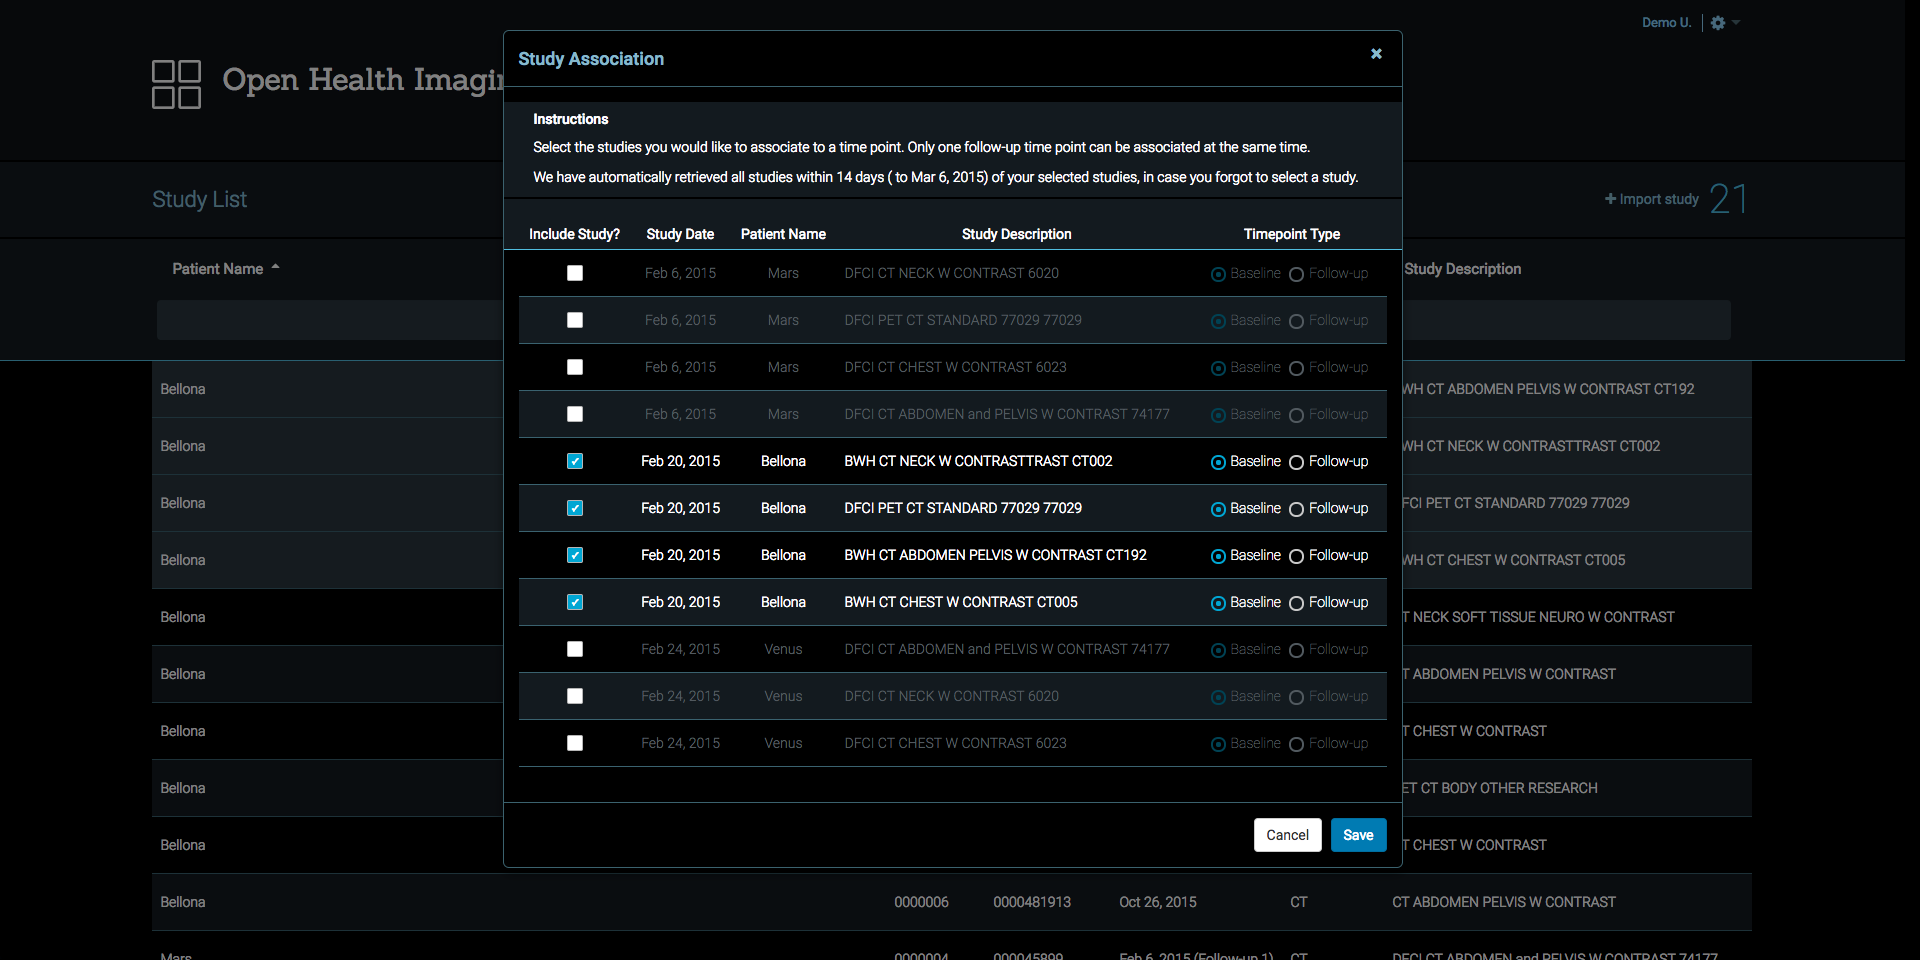 Demo U.
Open Health Imagin
Study Association
Instructions
Select the studies you would like to associate to a time point. Only one follow-up time point can be associated at the same time.
We have automatically retrieved all studies within 14 days ( to Mar 6, 2015) of your selected studies, in case you forgot to select a study.
Study List
Import study 21
Include Study? Study Date Patient Name Study Description Timepoint Type
Feb 6, 2015 Mars DFCI CT NECK W CONTRAST 6020 Baseline Follow-up
Feb 6, 2015 Mars DFCI PET CT STANDARD 77029 77029 Baseline Follow-up
Feb 6, 2015 Mars DFCI CT CHEST W CONTRAST 6023 Baseline Follow-up
Feb 6, 2015 Mars DFCI CT ABDOMEN and PELVIS W CONTRAST 74177 Baseline Follow-up
Feb 20, 2015 Bellona BWH CT NECK W CONTRASTTRAST CT002 Baseline Follow-up
Feb 20, 2015 Bellona DFCI PET CT STANDARD 77029 77029 Baseline Follow-up
Feb 20, 2015 Bellona BWH CT ABDOMEN PELVIS W CONTRAST CT192 Baseline Follow-up
Feb 20, 2015 Bellona BWH CT CHEST W CONTRAST CT005 Baseline Follow-up
Feb 24, 2015 Venus DFCI CT ABDOMEN and PELVIS W CONTRAST 74177 Baseline Follow-up
Feb 24, 2015 Venus DFCI CT NECK W CONTRAST 6020 Baseline Follow-up
Feb 24, 2015 Venus DFCI CT CHEST W CONTRAST 6023 Baseline Follow-up
Cancel Save
Patient Name Study Description
Bellona WH CT ABDOMEN PELVIS W CONTRAST CT192
Bellona WH CT NECK W CONTRASTTRAST CT002
Bellona FCI PET CT STANDARD 77029 77029
Bellona WH CT CHEST W CONTRAST CT005
Bellona T NECK SOFT TISSUE NEURO W CONTRAST
Bellona T ABDOMEN PELVIS W CONTRAST
Bellona T CHEST W CONTRAST
Bellona ET CT BODY OTHER RESEARCH
Bellona T CHEST W CONTRAST
Bellona 0000006 0000481913 Oct 26, 2015 CT CT ABDOMEN PELVIS W CONTRAST
Mars 0000004 000045899 Feb 6, 2015 (Follow-up 1) CT DFCI CT ABDOMEN and PELVIS W CONTRAST 74177